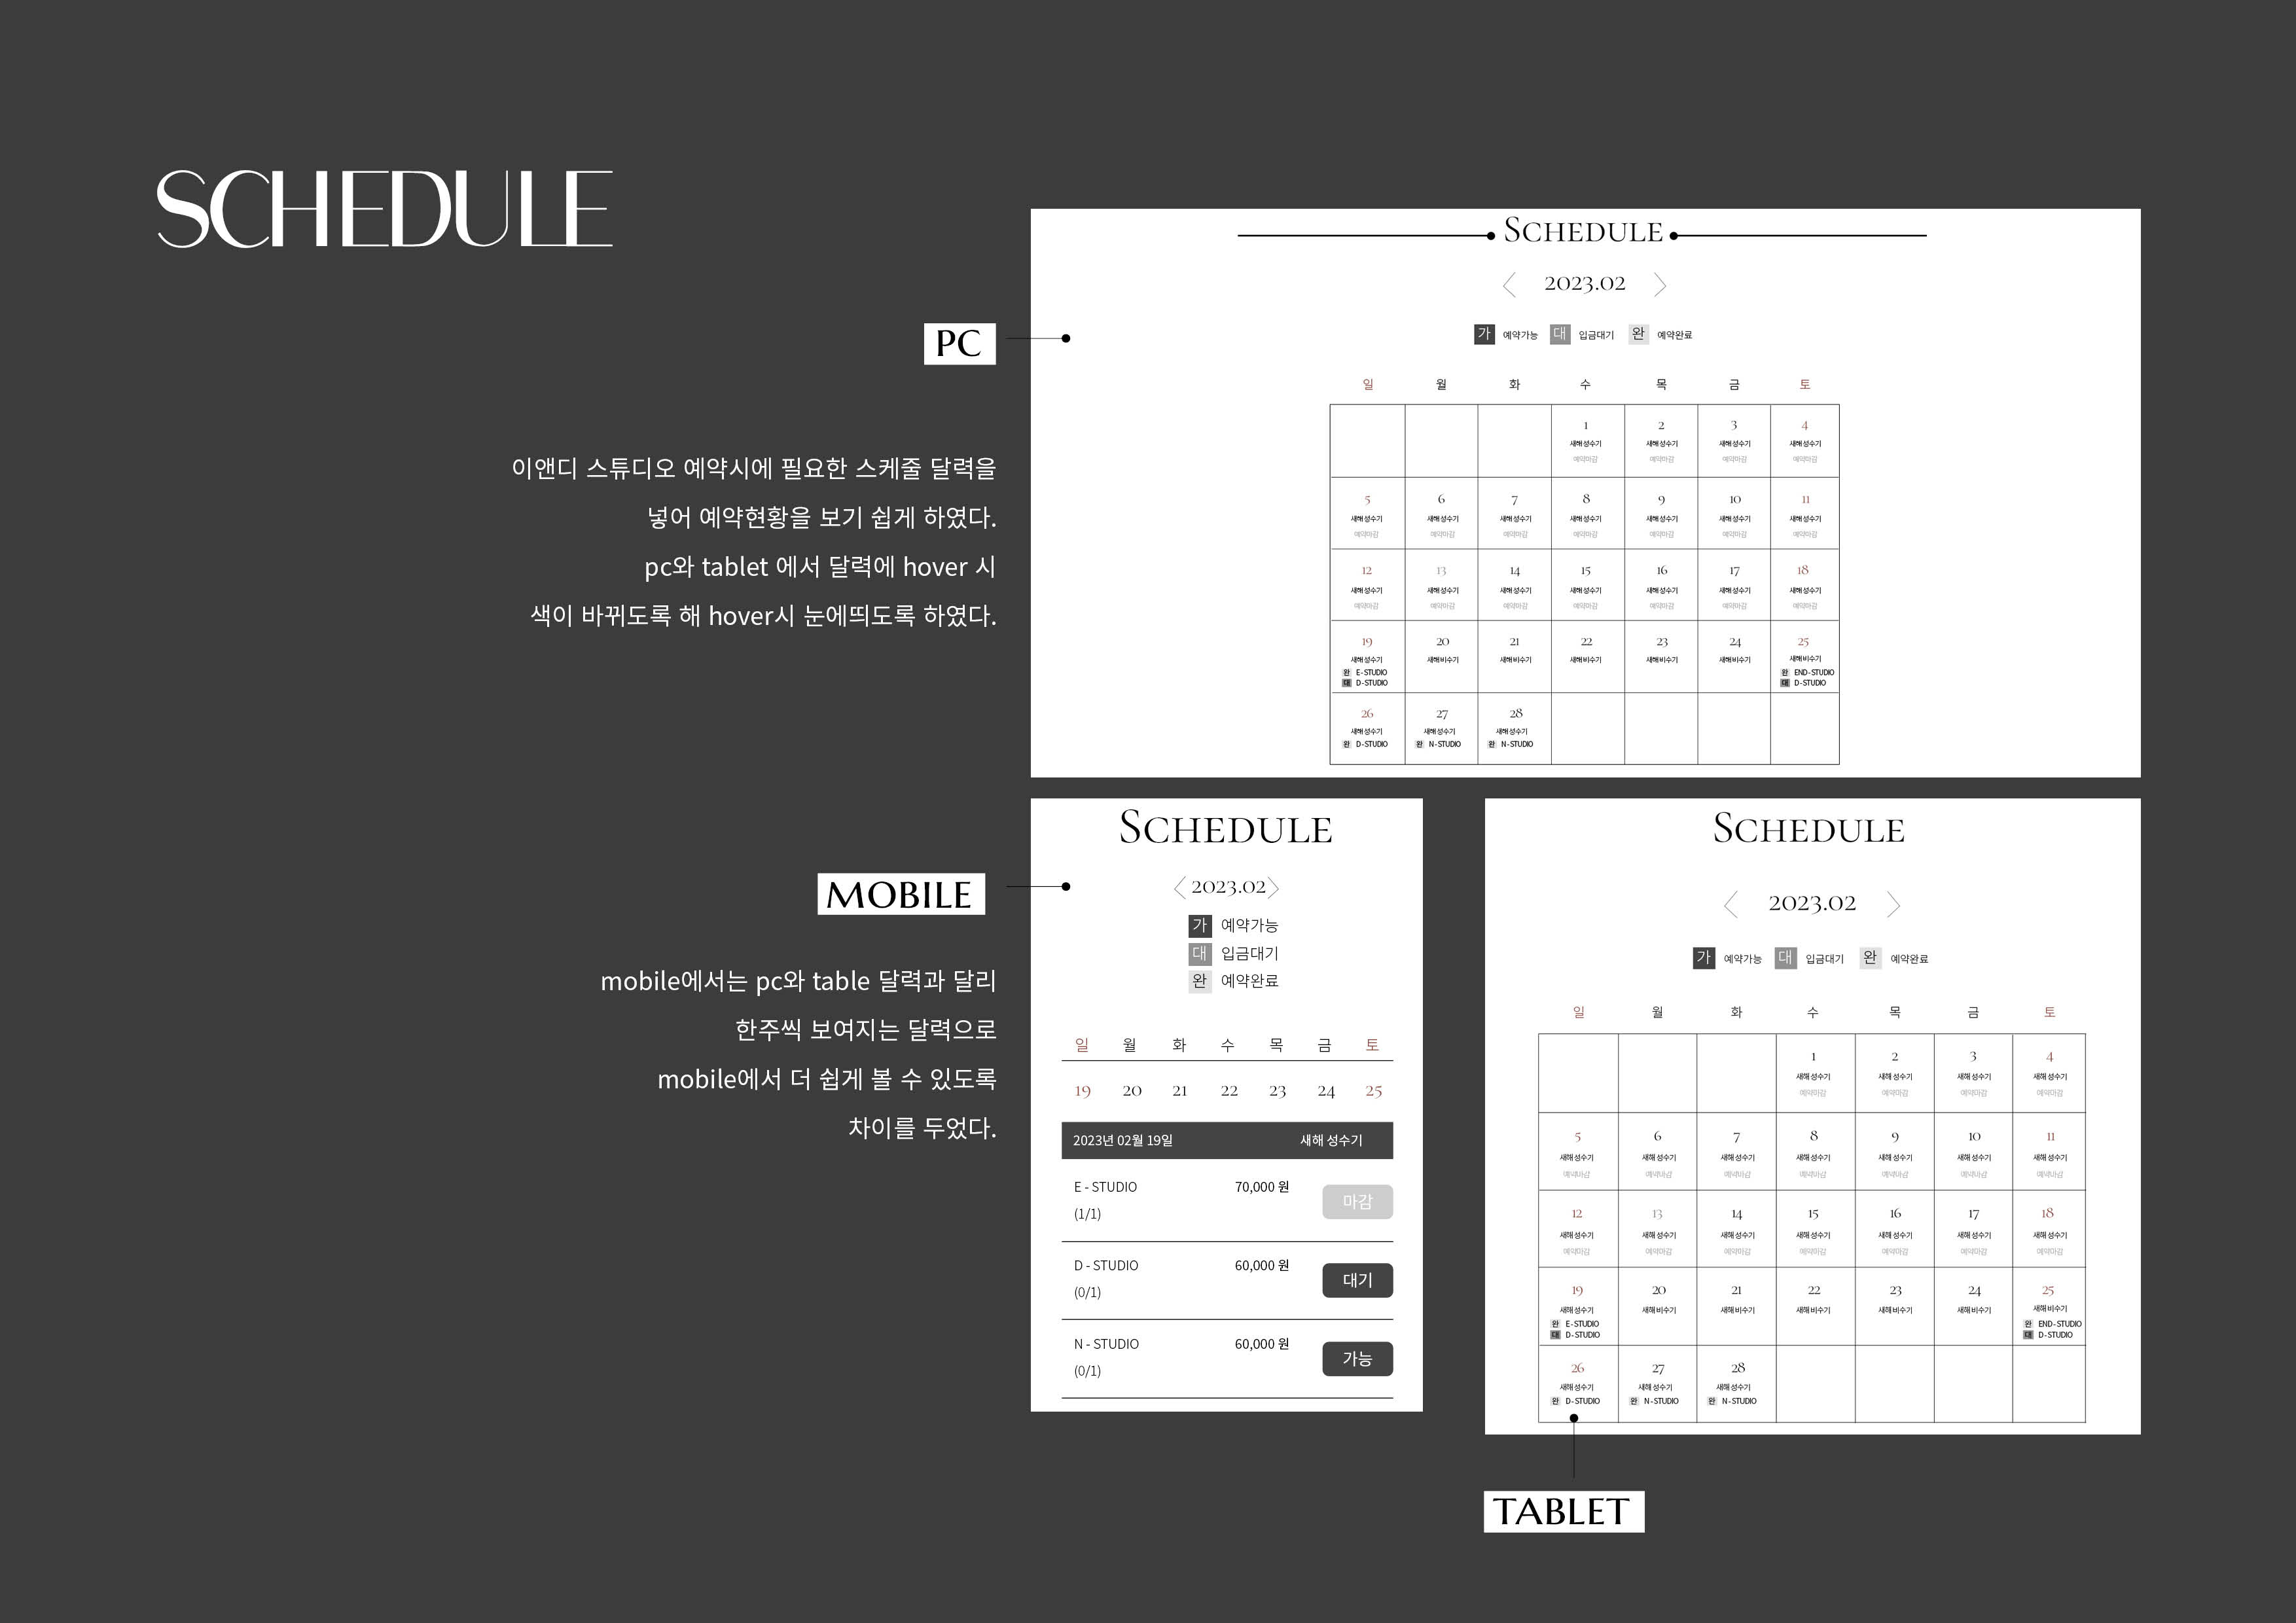 SCHEDULE
PC
이앤디 스튜디오 예약시에 필요한 스케줄 달력을
넣어 예약현황을 보기 쉽게 하였다.
pc와 tablet 에서 달력에 hover 시
색이 바뀌도록 해 hover시 눈에띄도록 하였다.
SCHEDULE
2023.02
가 예약가능 대 입금대기 완 예약완료
일 월 화 수 목 금 토
1 2 3 4
새해 성수기 새해 성수기 새해 성수기 새해 성수기
예약마감 예약마감 예약마감 예약마감
5 6 7 8 9 10 11
새해 성수기 새해 성수기 새해 성수기 새해 성수기 새해 성수기 새해 성수기 새해 성수기
예약마감 예약마감 예약마감 예약마감 예약마감 예약마감 예약마감
12 13 14 15 16 17 18
새해 성수기 새해 성수기 새해 성수기 새해 성수기 새해 성수기 새해 성수기 새해 성수기
예약마감 예약마감 예약마감 예약마감 예약마감 예약마감 예약마감
19 20 21 22 23 24 25
새해 성수기 새해 비수기 새해 비수기 새해 비수기 새해 비수기 새해 비수기 새해 비수기
완 E - STUDIO 완 END - STUDIO
대 D - STUDIO 대 D - STUDIO
26 27 28
새해 성수기 새해 성수기 새해 성수기
완 D - STUDIO 완 N - STUDIO 완 N - STUDIO
MOBILE
mobile에서는 pc와 table 달력과 달리
한주씩 보여지는 달력으로
mobile에서 더 쉽게 볼 수 있도록
차이를 두었다.
SCHEDULE
2023.02
가 예약가능
대 입금대기
완 예약완료
일 월 화 수 목 금 토
19 20 21 22 23 24 25
2023년 02월 19일 새해 성수기
E - STUDIO 70,000 원 마감
(1/1)
D - STUDIO 60,000 원 대기
(0/1)
N - STUDIO 60,000 원 가능
(0/1)
SCHEDULE
2023.02
가 예약가능 대 입금대기 완 예약완료
일 월 화 수 목 금 토
1 2 3 4
새해 성수기 새해 성수기 새해 성수기 새해 성수기
예약마감 예약마감 예약마감 예약마감
5 6 7 8 9 10 11
새해 성수기 새해 성수기 새해 성수기 새해 성수기 새해 성수기 새해 성수기 새해 성수기
예약마감 예약마감 예약마감 예약마감 예약마감 예약마감 예약마감
12 13 14 15 16 17 18
새해 성수기 새해 성수기 새해 성수기 새해 성수기 새해 성수기 새해 성수기 새해 성수기
예약마감 예약마감 예약마감 예약마감 예약마감 예약마감 예약마감
19 20 21 22 23 24 25
새해 성수기 새해 비수기 새해 비수기 새해 비수기 새해 비수기 새해 비수기 새해 비수기
완 E - STUDIO 완 END - STUDIO
대 D - STUDIO 대 D - STUDIO
26 27 28
새해 성수기 새해 성수기 새해 성수기
완 D - STUDIO 완 N - STUDIO 완 N - STUDIO
TABLET